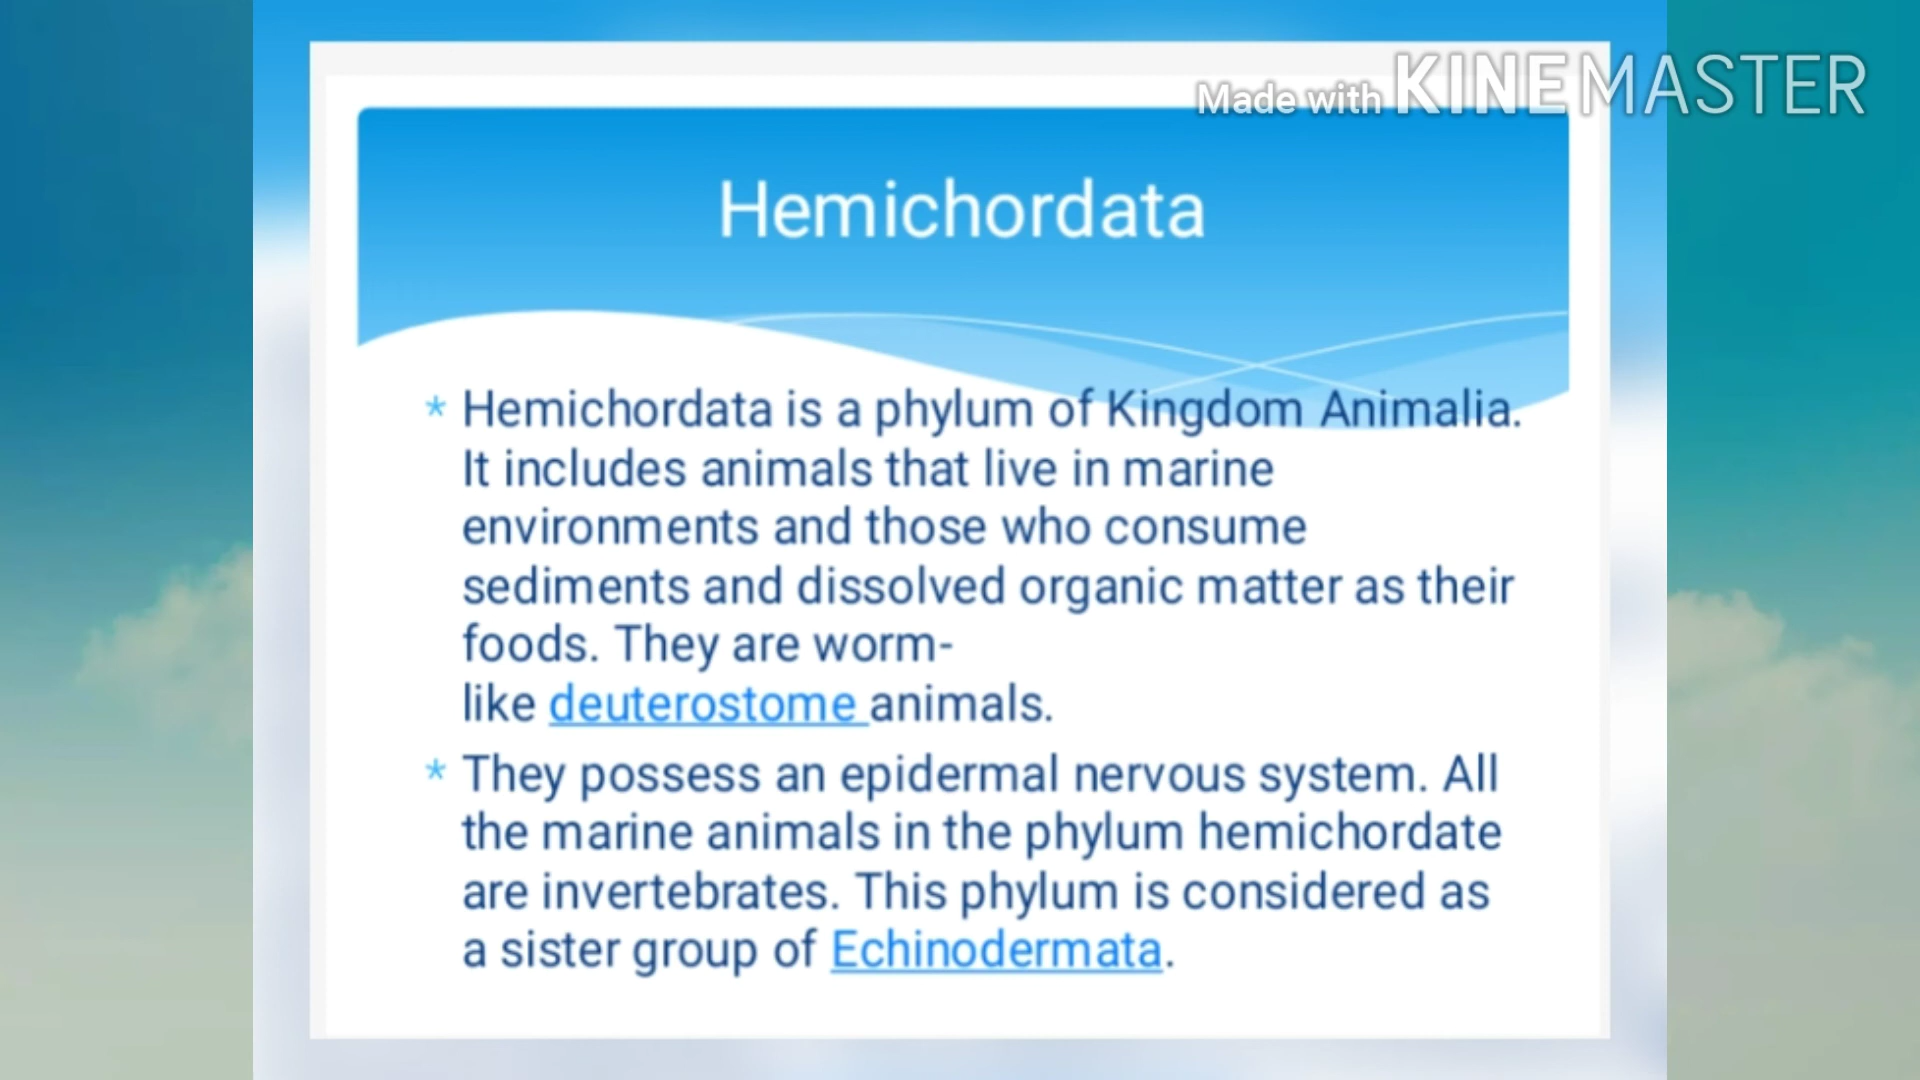 Made with KINEMASTER
Hemichordata
* Hemichordata is a phylum of Kingdom Animalia.
It includes animals that live in marine
environments and those who consume
sediments and dissolved organic matter as their
foods. They are worm-
like deuterostome animals.
* They possess an epidermal nervous system. All
the marine animals in the phylum hemichordate
are invertebrates. This phylum is considered as
a sister group of Echinodermata.